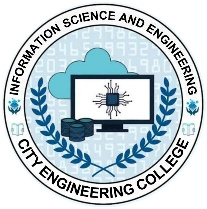 INFORMATION SCIENCE AND ENGINEERING
CITY ENGINEERING COLLEGE